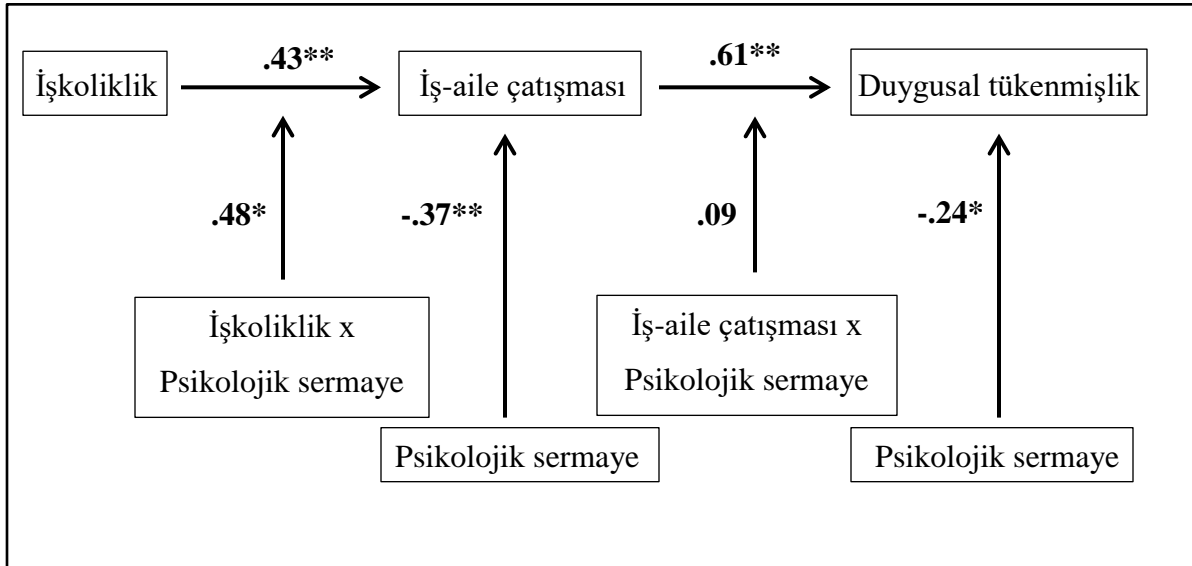 .43**
.61**
İşkoliklik
İş-aile çatışması
Duygusal tükenmişlik
.48*
-.37**
.09
-.24*
İşkoliklik x
Psikolojik sermaye
İş-aile çatışması x
Psikolojik sermaye
Psikolojik sermaye
Psikolojik sermaye